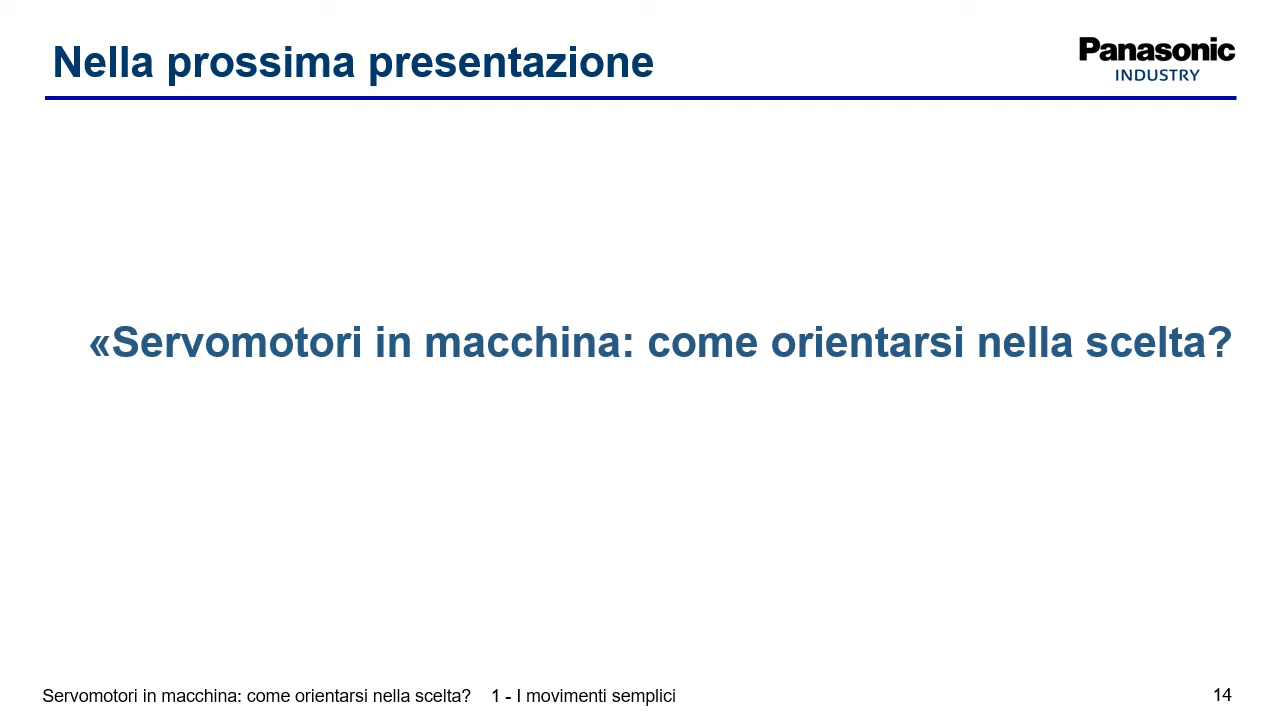 Nella prossima presentazione
Panasonic
INDUSTRY
«Servomotori in macchina: come orientarsi nella scelta?
Servomotori in macchina: come orientarsi nella scelta? 1 - I movimenti semplici
14